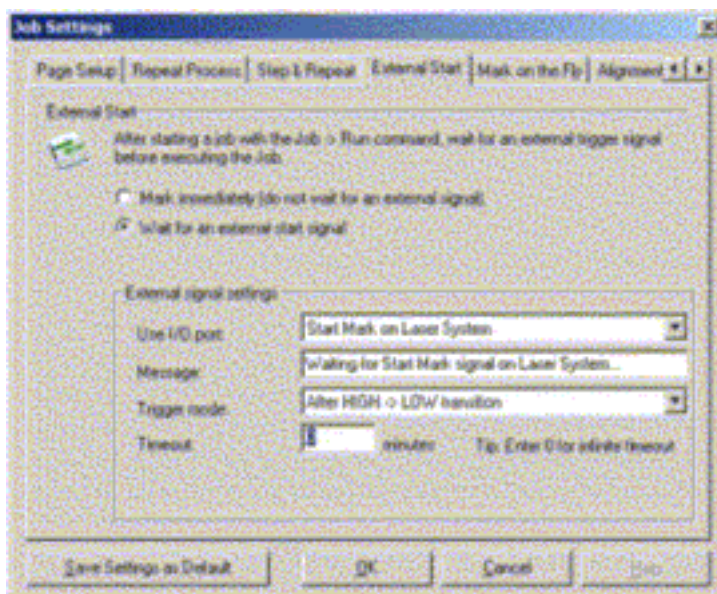 Job Settings
Page Setup Repeat Process Step & Repeat External Start Mark on the Fly Alignment
External Start
After starting a job with the Job -> Run command, wait for an external trigger signal
before executing the Job.
Mark immediately (do not wait for an external signal)
Wait for an external start signal
External signal settings
Use I/O port: Start Mark on Laser System
Message: Waiting for Start Mark signal on Laser System...
Trigger mode: After HIGH -> LOW transition
Timeout: minutes Tip: Enter 0 for infinite timeout
Save Settings as Default OK Cancel Help